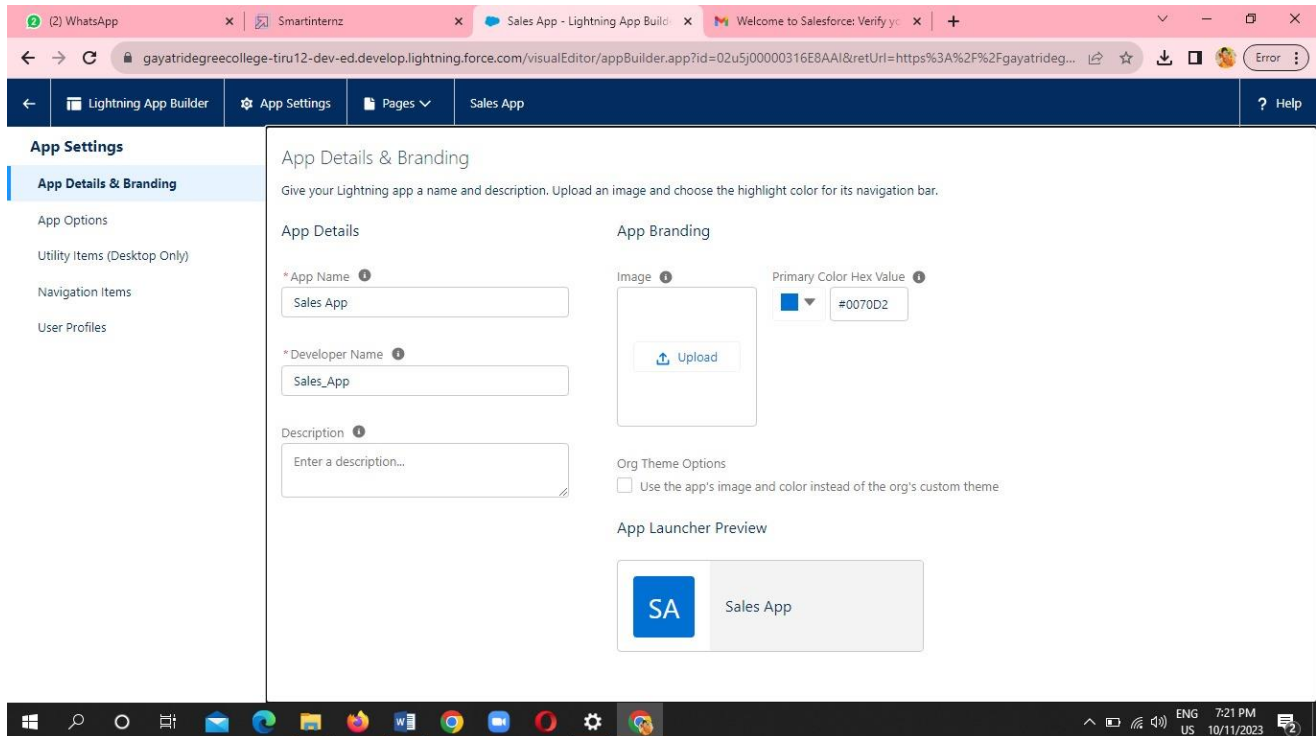 2 (2) WhatsApp
Smartinternz
Sales App - Lightning App Build
Welcome to Salesforce: Verify yo
gayatridegreecollege-tiru12-dev-ed.develop.lightning.force.com/visualEditor/appBuilder.app?id=02u5j00000316E8AAI&retUrl=https%3A%2F%2Fgayatrideg...
Error
Lightning App Builder
App Settings
Pages
Sales App
? Help
App Settings
App Details & Branding
App Options
Utility Items (Desktop Only)
Navigation Items
User Profiles
App Details & Branding
Give your Lightning app a name and description. Upload an image and choose the highlight color for its navigation bar.
App Details
*App Name
Sales App
*Developer Name
Sales_App
Description
Enter a description...
App Branding
Image
Upload
Primary Color Hex Value
#0070D2
Org Theme Options
Use the app's image and color instead of the org's custom theme
App Launcher Preview
SA
Sales App
ENG
US
7:21 PM
10/11/2023
2